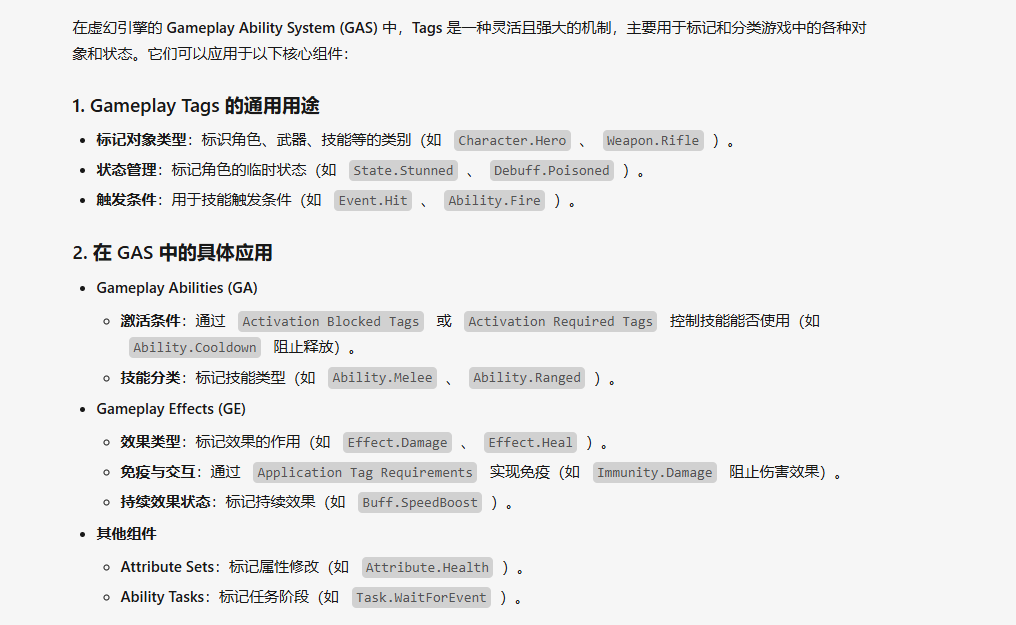 在虚幻引擎的 Gameplay Ability System (GAS) 中，Tags 是一种灵活且强大的机制，主要用于标记和分类游戏中的各种对
象和状态。它们可以应用于以下核心组件：
1. Gameplay Tags 的通用用途
• 标记对象类型：标识角色、武器、技能等的类别（如 Character.Hero 、 Weapon.Rifle ）。
• 状态管理：标记角色的临时状态（如 State.Stunned 、 Debuff.Poisoned ）。
• 触发条件：用于技能触发条件（如 Event.Hit 、 Ability.Fire ）。
2. 在 GAS 中的具体应用
• Gameplay Abilities (GA)
◦ 激活条件：通过 Activation Blocked Tags 或 Activation Required Tags 控制技能能否使用（如
Ability.Cooldown 阻止释放）。
◦ 技能分类：标记技能类型（如 Ability.Melee 、 Ability.Ranged ）。
• Gameplay Effects (GE)
◦ 效果类型：标记效果的作用（如 Effect.Damage 、 Effect.Heal ）。
◦ 免疫与交互：通过 Application Tag Requirements 实现免疫（如 Immunity.Damage 阻止伤害效果）。
◦ 持续效果状态：标记持续效果（如 Buff.SpeedBoost ）。
• 其他组件
◦ Attribute Sets：标记属性修改（如 Attribute.Health ）。
◦ Ability Tasks：标记任务阶段（如 Task.WaitForEvent ）。